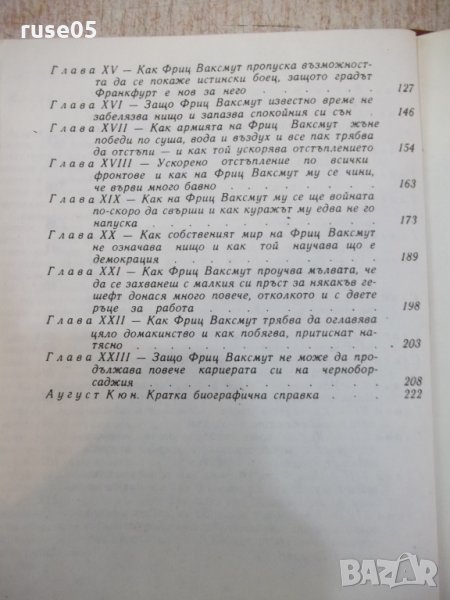 ruse05
Глава XV — Как Фриц Ваксмут пропуска възможност-
та да се покаже истински боец, защото градът
Франкфурт е нов за него . . . . . . 127
Глава XVI — Защо Фриц Ваксмут известно време не
забелязва нищо и запазва спокойния си сън . 146
Глава XVII — Как армията на Фриц Ваксмут жъне
победи по суша, вода и въздух и все пак трябва
да отстъпи — и как той ускорява отстъплението 154
Глава XVIII — Ускорено отстъпление по всички
фронтове и как на Фриц Ваксмут му се чини,
че върви много бавно . . . . . . . 163
Глава XIX — Как на Фриц Ваксмут му се ще войната
по-скоро да свърши и как куражът му едва не го
напуска . . . . . . . . . . 173
Глава XX — Как собственият мир на Фриц Ваксмут
не означава нищо и как той научава що е
демокрация . . . . . . . . . 189
Глава XXI — Как Фриц Ваксмут проучва мълвата, че
да се захванеш с малкия си пръст за някакъв ге-
шефт донася много повече, отколкото и с двете
ръце за работа . . . . . . . . 198
Глава XXII — Как Фриц Ваксмут трябва да оглавява
цяло домакинство и как побягва, притиснат на-
тясно . . . . . . . . . . 203
Глава XXIII — Защо Фриц Ваксмут не може да про-
дължава повече кариерата си на черно­бор-
саджия . . . . . . . . . . 208
Август Кюн. Кратка биографична справка . . . . 222
BAZAR